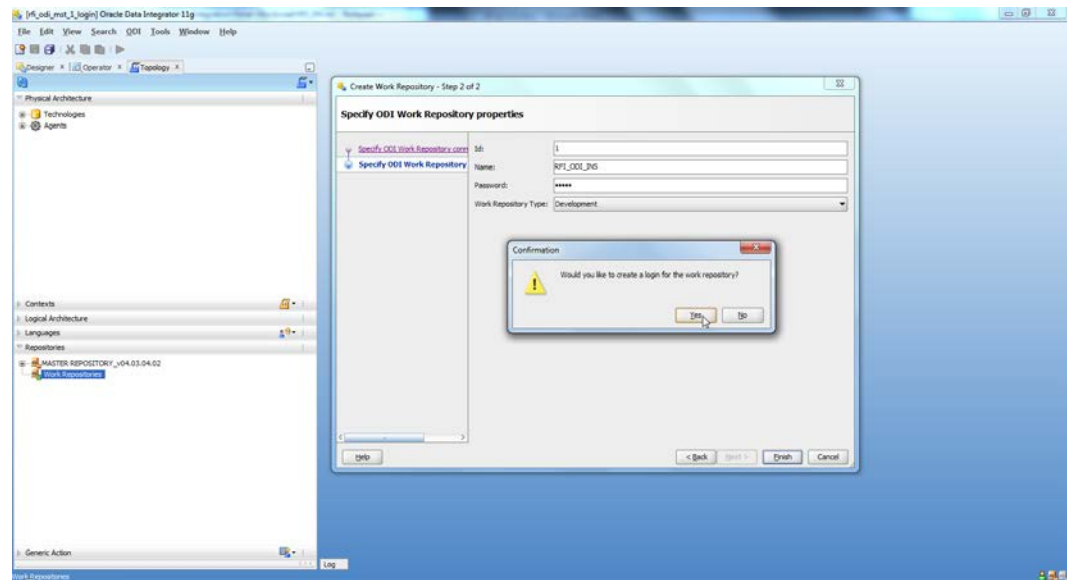 [rfi_odi_mst_1_login] Oracle Data Integrator 11g
File Edit View Search ODI Tools Window Help
Designer Operator Topology
Physical Architecture
Technologies
Agents
Contexts
Logical Architecture
Languages
Repositories
MASTER REPOSITORY_v04.03.04.02
Work Repositories
Generic Action
Work Repositories
Log
Create Work Repository - Step 2 of 2
Specify ODI Work Repository properties
Specify ODI Work Repository conn
Specify ODI Work Repository
Id: 1
Name: RFI_ODI_INS
Password: •••••
Work Repository Type: Development
Confirmation
Would you like to create a login for the work repository?
Yes No
Help < Back Next > Finish Cancel